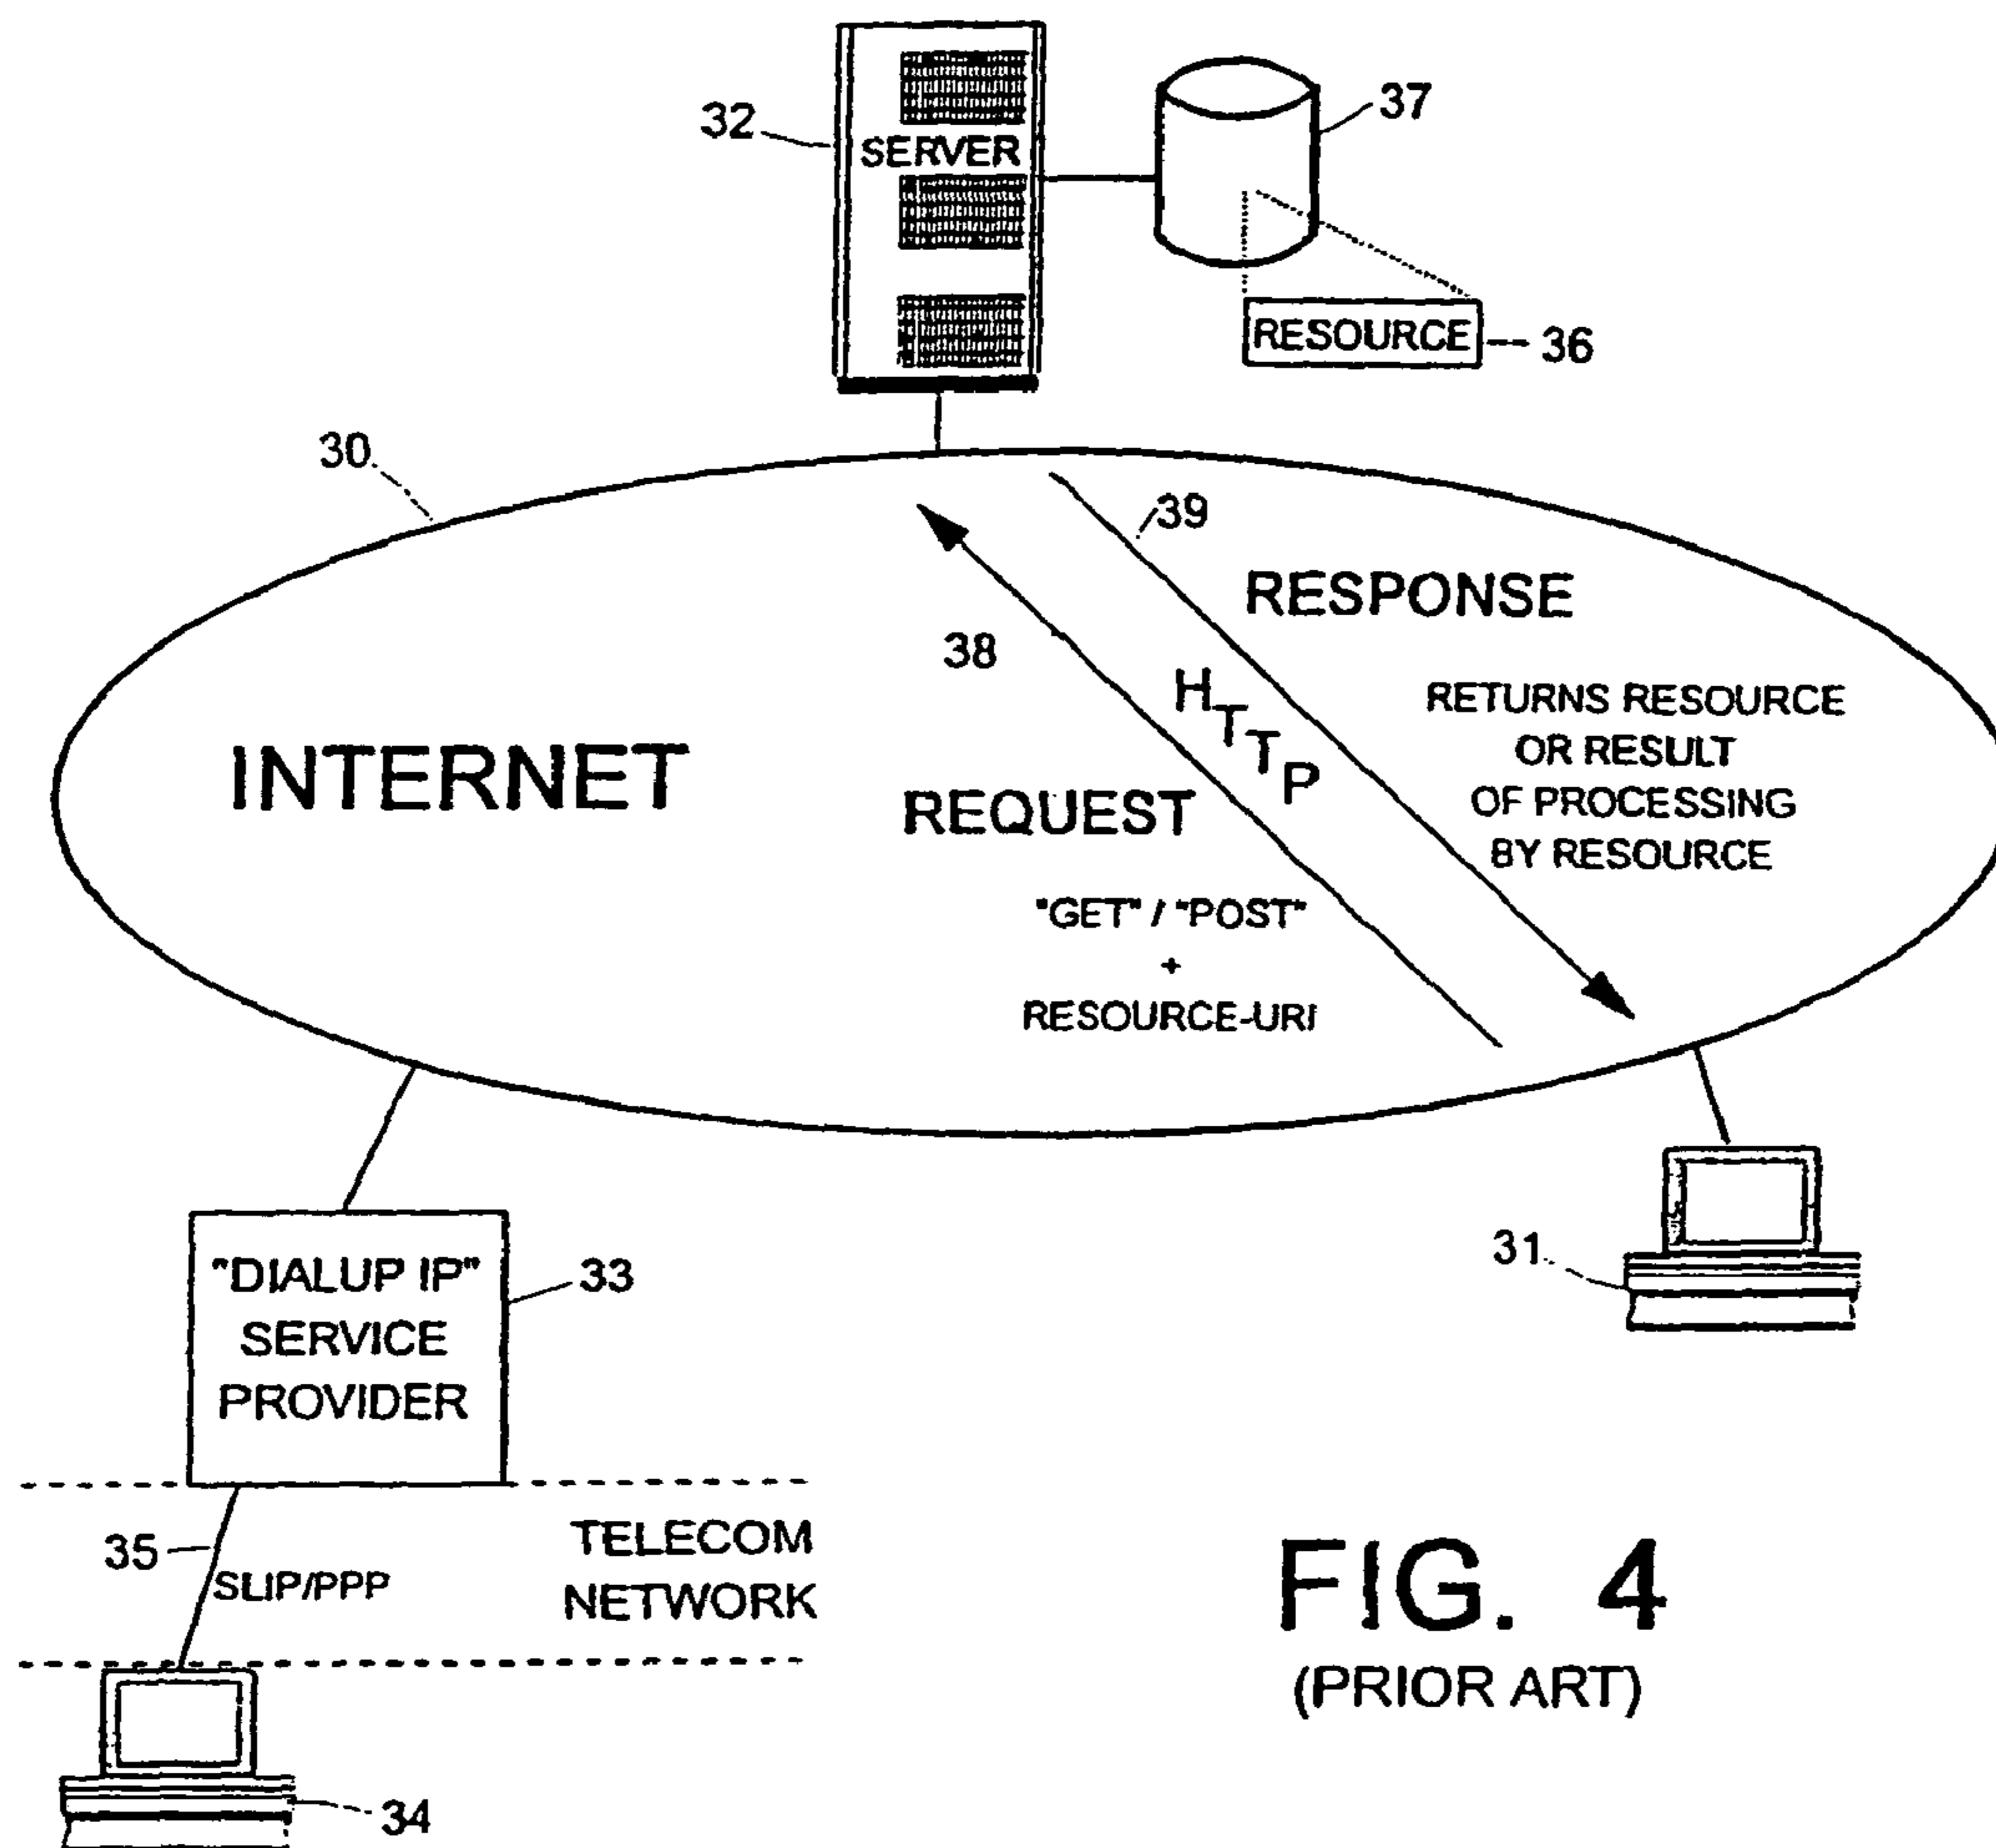 32
SERVER
37
RESOURCE
36
30
39
RESPONSE
38
HTTP
RETURNS RESOURCE
OR RESULT
OF PROCESSING
BY RESOURCE
INTERNET
REQUEST
"GET" / "POST"
+
RESOURCE-URI
31
"DIALUP IP"
SERVICE
PROVIDER
33
35
SLIP/PPP
TELECOM
NETWORK
34
FIG. 4
(PRIOR ART)